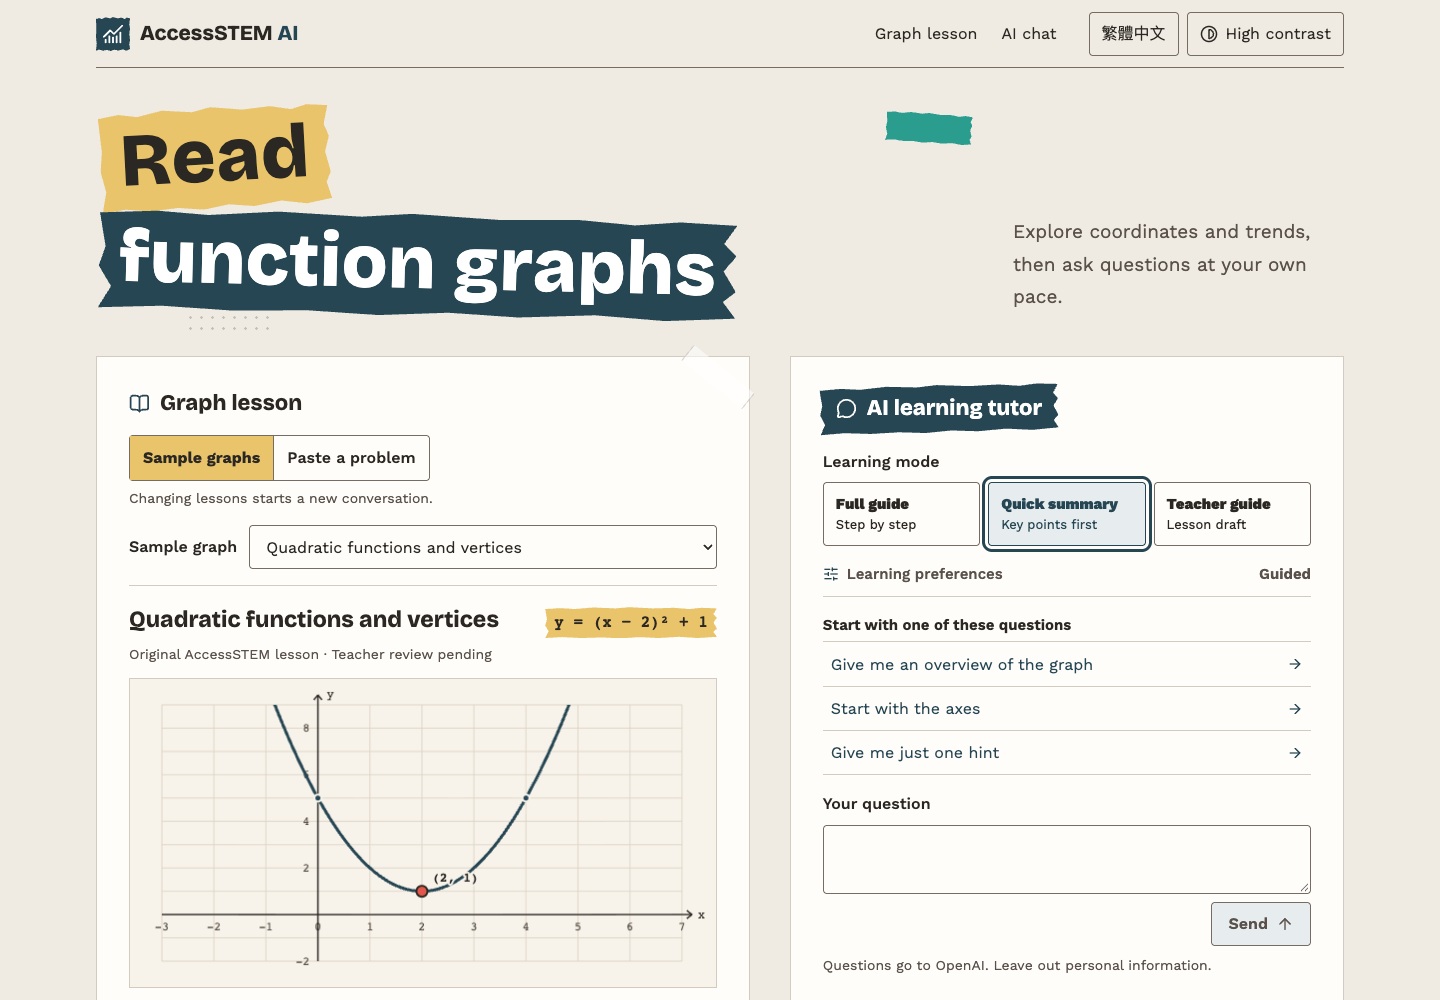 AccessSTEM AI
Graph lesson
AI chat
繁體中文
High contrast
Read
function graphs
Explore coordinates and trends,
then ask questions at your own
pace.
Graph lesson
Sample graphs
Paste a problem
Changing lessons starts a new conversation.
Sample graph
Quadratic functions and vertices
Quadratic functions and vertices
y = (x − 2)² + 1
Original AccessSTEM lesson · Teacher review pending
y
8
4
2
(2, 1)
x
−3 −2 −1 0 1 2 3 4 5 6 7
−2
AI learning tutor
Learning mode
Full guide
Step by step
Quick summary
Key points first
Teacher guide
Lesson draft
Learning preferences
Guided
Start with one of these questions
Give me an overview of the graph
Start with the axes
Give me just one hint
Your question
Send
Questions go to OpenAI. Leave out personal information.